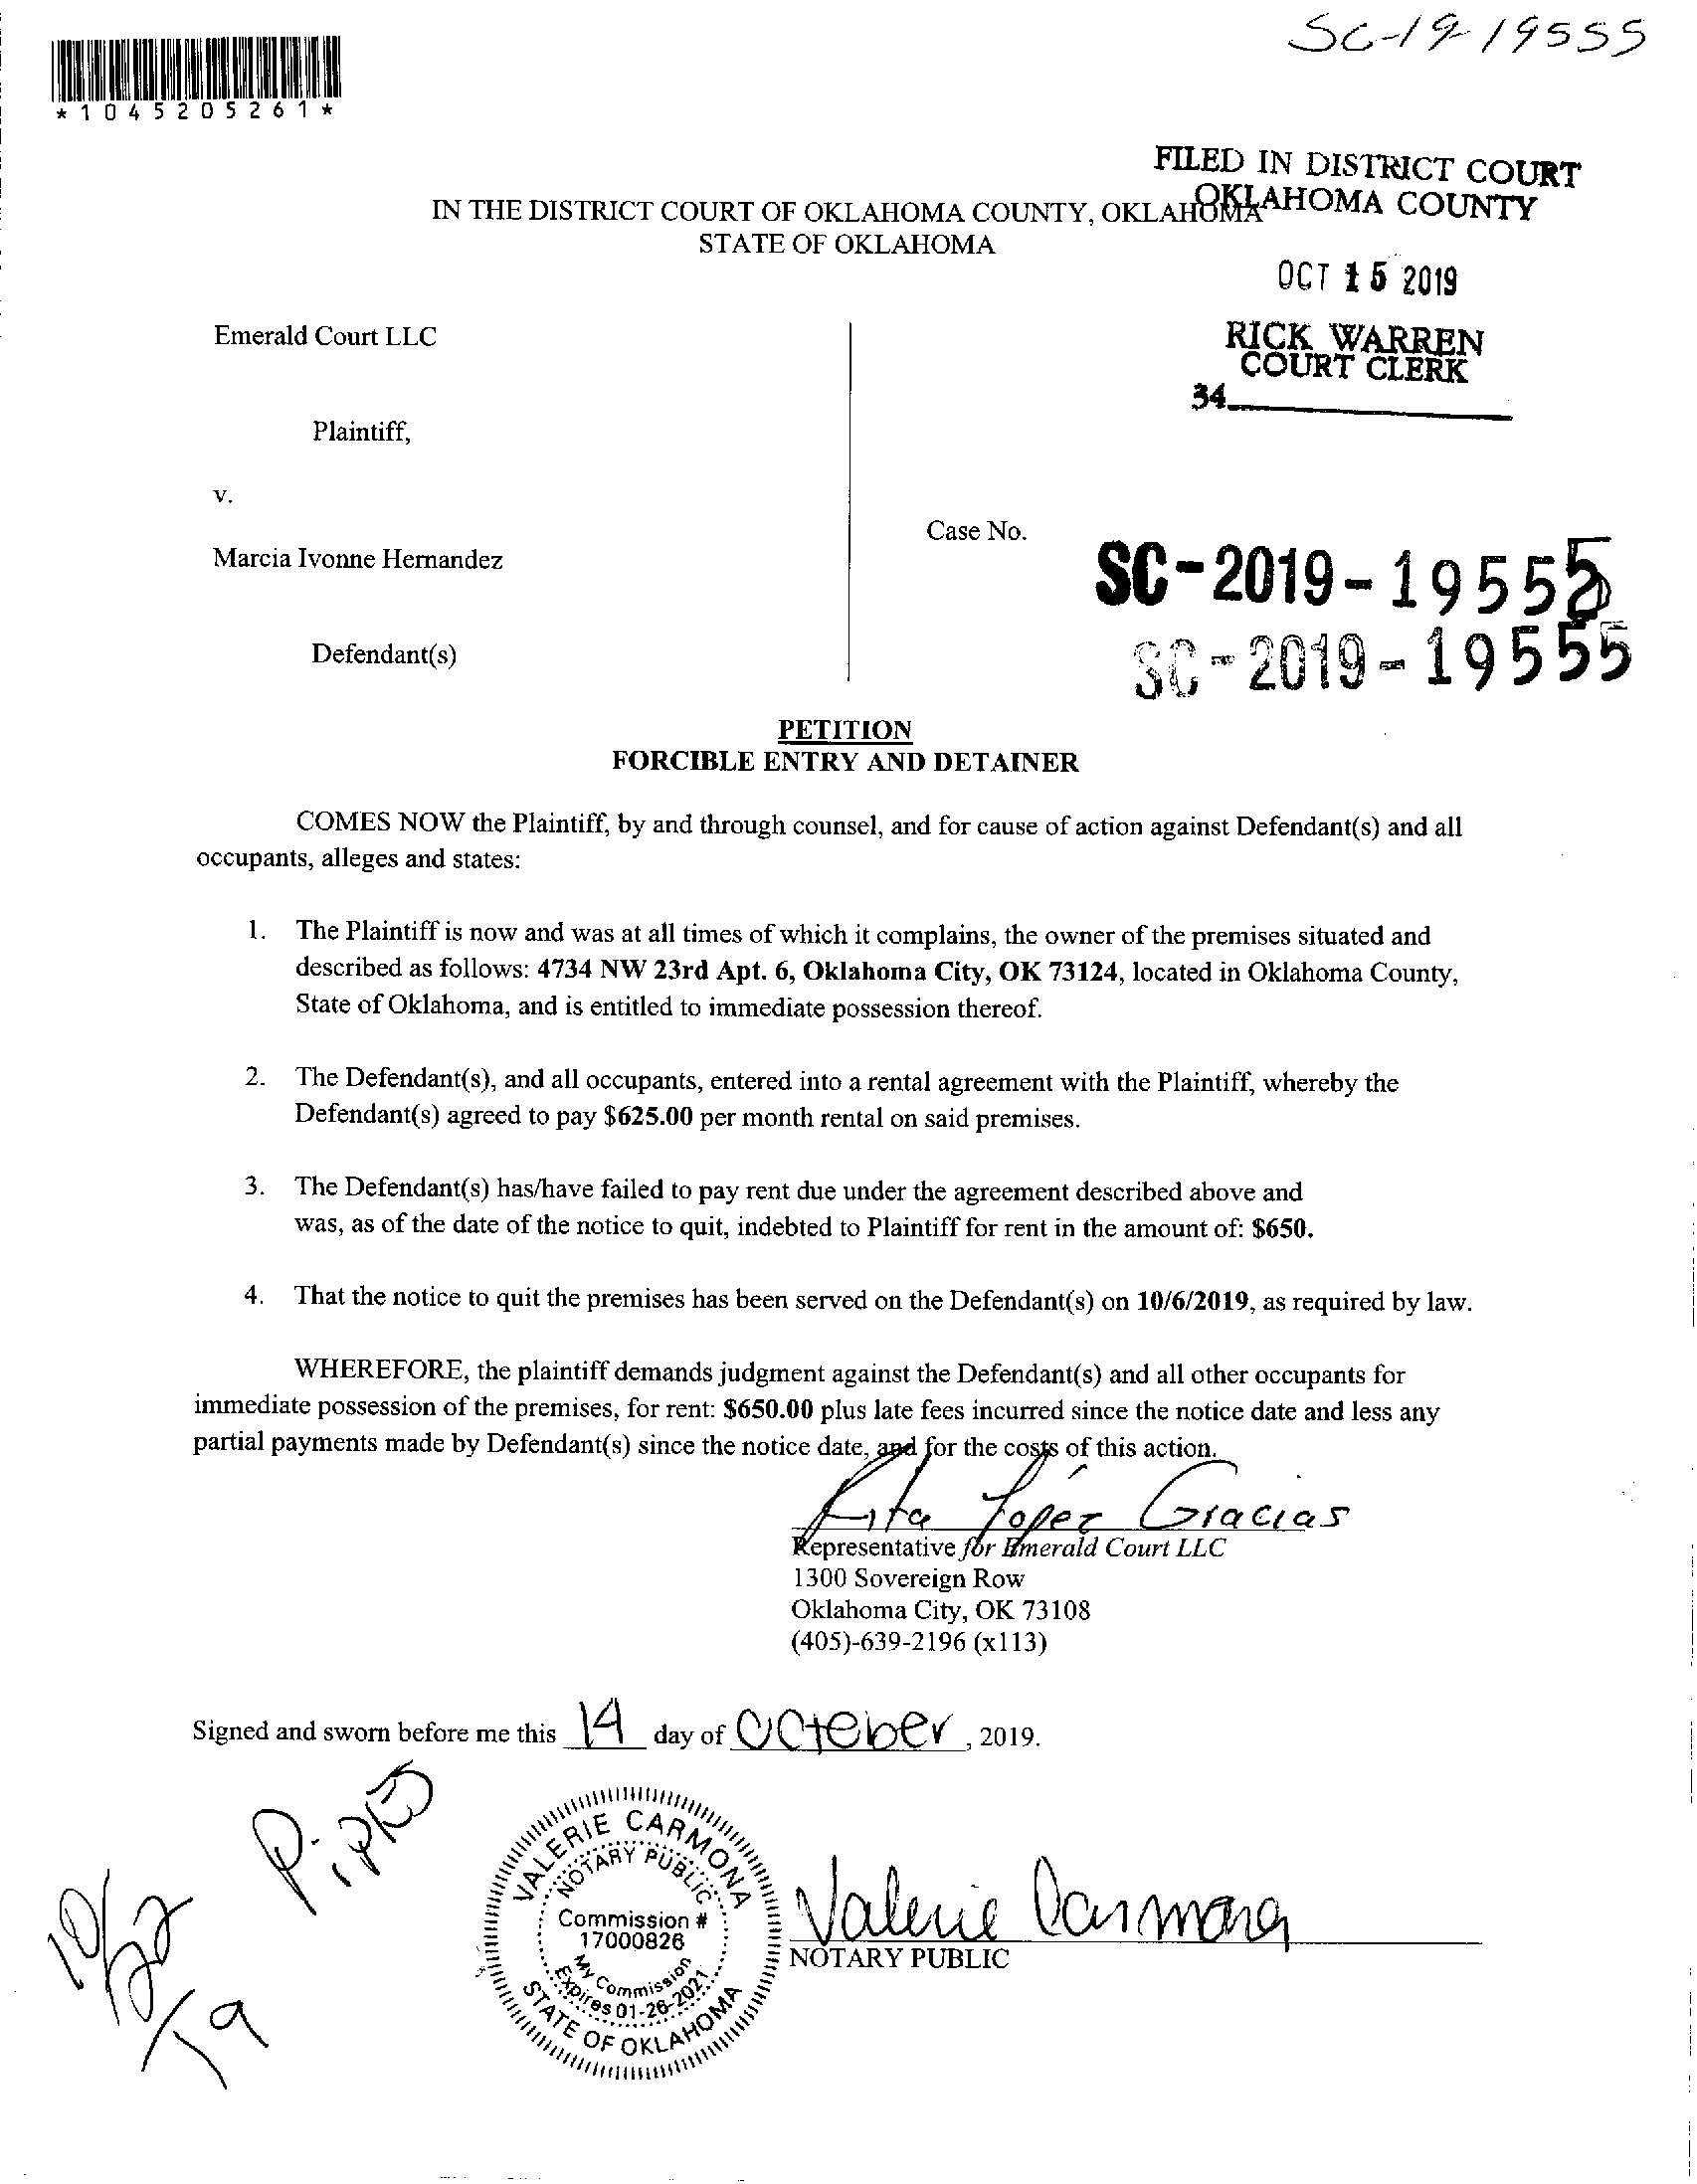 SC-19-19555
*1045205261*
FILED IN DISTRICT COURT
OKLAHOMA COUNTY
IN THE DISTRICT COURT OF OKLAHOMA COUNTY, OKLAHOMA
STATE OF OKLAHOMA
OCT 15 2019
RICK WARREN
COURT CLERK
34
Emerald Court LLC
Plaintiff,
v.
Case No.
Marcia Ivonne Hernandez
SC-2019-19555
Defendant(s)
SC-2019-19555
PETITION
FORCIBLE ENTRY AND DETAINER
COMES NOW the Plaintiff, by and through counsel, and for cause of action against Defendant(s) and all
occupants, alleges and states:
1. The Plaintiff is now and was at all times of which it complains, the owner of the premises situated and
described as follows: 4734 NW 23rd Apt. 6, Oklahoma City, OK 73124, located in Oklahoma County,
State of Oklahoma, and is entitled to immediate possession thereof.
2. The Defendant(s), and all occupants, entered into a rental agreement with the Plaintiff, whereby the
Defendant(s) agreed to pay $625.00 per month rental on said premises.
3. The Defendant(s) has/have failed to pay rent due under the agreement described above and
was, as of the date of the notice to quit, indebted to Plaintiff for rent in the amount of: $650.
4. That the notice to quit the premises has been served on the Defendant(s) on 10/6/2019, as required by law.
WHEREFORE, the plaintiff demands judgment against the Defendant(s) and all other occupants for
immediate possession of the premises, for rent: $650.00 plus late fees incurred since the notice date and less any
partial payments made by Defendant(s) since the notice date, and for the costs of this action.
Rita Lopez Gracias
Representative for Emerald Court LLC
1300 Sovereign Row
Oklahoma City, OK 73108
(405)-639-2196 (x113)
Signed and sworn before me this 14 day of October, 2019.
VALERIE CARMONA
NOTARY PUBLIC
Commission #
17000826
My Commission
Expires 01-26-2021
STATE OF OKLAHOMA
Valerie Carmona
NOTARY PUBLIC
10/22
19